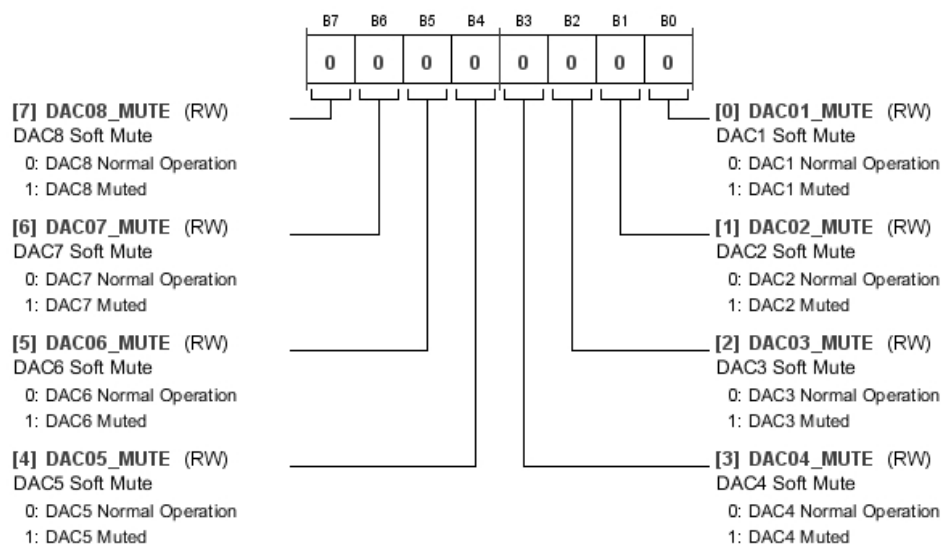 B7 B6 B5 B4 B3 B2 B1 B0
0 0 0 0 0 0 0 0
[7] DAC08_MUTE (RW)
DAC8 Soft Mute
0: DAC8 Normal Operation
1: DAC8 Muted
[6] DAC07_MUTE (RW)
DAC7 Soft Mute
0: DAC7 Normal Operation
1: DAC7 Muted
[5] DAC06_MUTE (RW)
DAC6 Soft Mute
0: DAC6 Normal Operation
1: DAC6 Muted
[4] DAC05_MUTE (RW)
DAC5 Soft Mute
0: DAC5 Normal Operation
1: DAC5 Muted
[0] DAC01_MUTE (RW)
DAC1 Soft Mute
0: DAC1 Normal Operation
1: DAC1 Muted
[1] DAC02_MUTE (RW)
DAC2 Soft Mute
0: DAC2 Normal Operation
1: DAC2 Muted
[2] DAC03_MUTE (RW)
DAC3 Soft Mute
0: DAC3 Normal Operation
1: DAC3 Muted
[3] DAC04_MUTE (RW)
DAC4 Soft Mute
0: DAC4 Normal Operation
1: DAC4 Muted